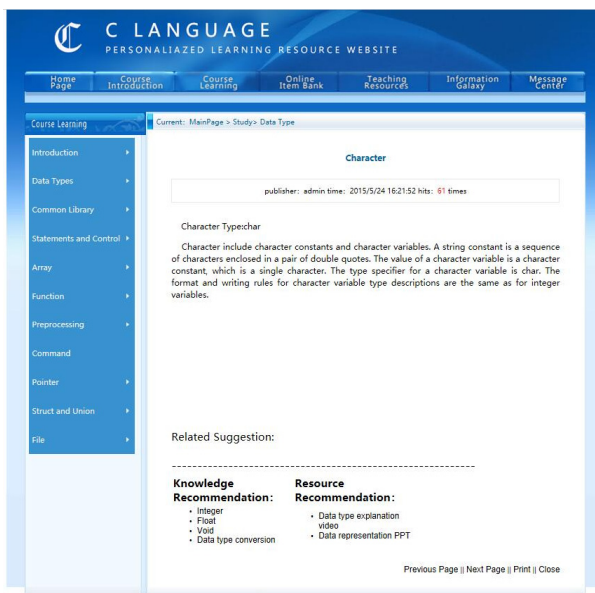 C LANGUAGE
PERSONALIAZED LEARNING RESOURCE WEBSITE
Home Page
Course Introduction
Course Learning
Online Item Bank
Teaching Resources
Information Galaxy
Message Center
Course Learning
Current: MainPage > Study> Data Type
Introduction
Data Types
Common Library
Statements and Control
Array
Function
Preprocessing
Command
Pointer
Struct and Union
File
Character
publisher: admin time: 2015/5/24 16:21:52 hits: 61 times
Character Type:char
Character include character constants and character variables. A string constant is a sequence
of characters enclosed in a pair of double quotes. The value of a character variable is a character
constant, which is a single character. The type specifier for a character variable is char. The
format and writing rules for character variable type descriptions are the same as for integer
variables.
Related Suggestion:
Knowledge
Recommendation:
• Integer
• Float
• Void
• Data type conversion
Resource
Recommendation:
• Data type explanation
video
• Data representation PPT
Previous Page || Next Page || Print || Close